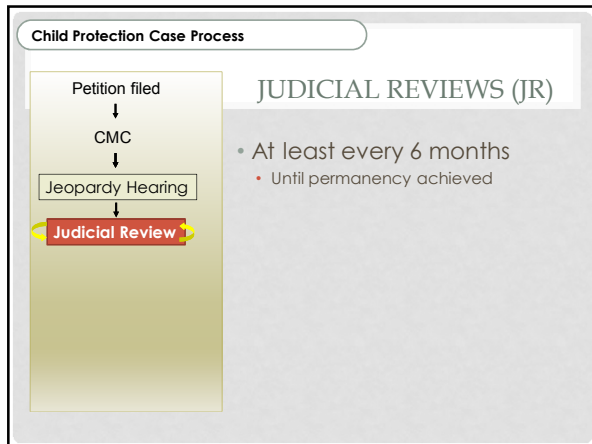 Child Protection Case Process
Petition filed
CMC
Jeopardy Hearing
Judicial Review
JUDICIAL REVIEWS (JR)
• At least every 6 months
• Until permanency achieved